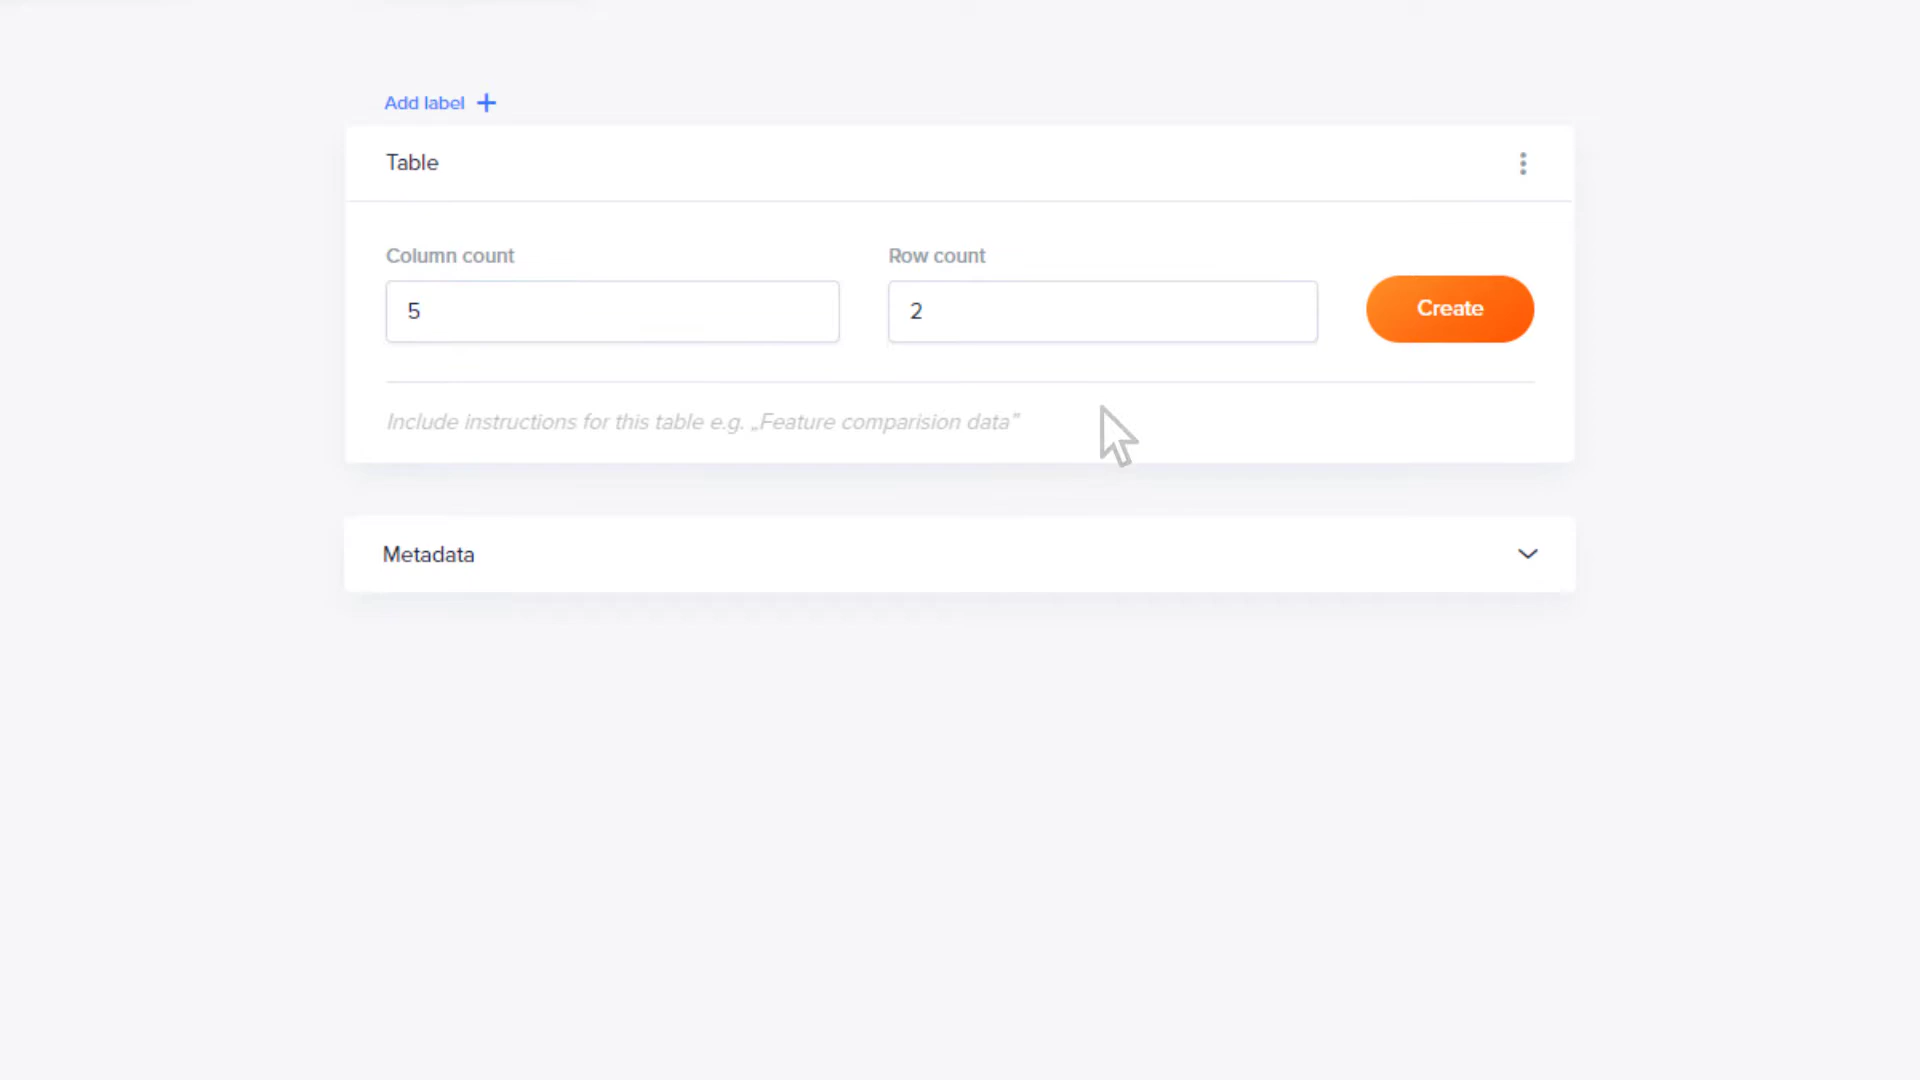 Add label +
Table
Column count
Row count
5
2
Create
Include instructions for this table e.g. „Feature comparision data”
Metadata